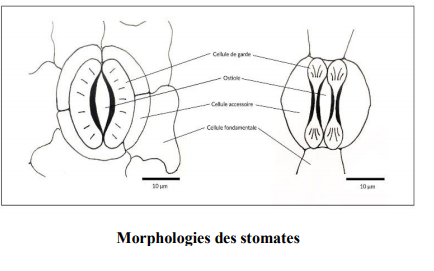 Cellule de garde
Ostiole
Cellule accessoire
Cellule fondamentale
10 µm
10 µm
Morphologies des stomates